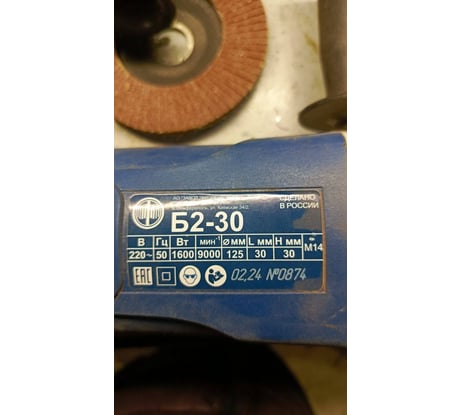 СДЕЛАНО
В РОССИИ
Б2-30
В Гц Вт мин⁻¹ ⌀ мм L мм H мм М14
220~ 50 1600 9000 125 30 30
EAC 02,24 №0874